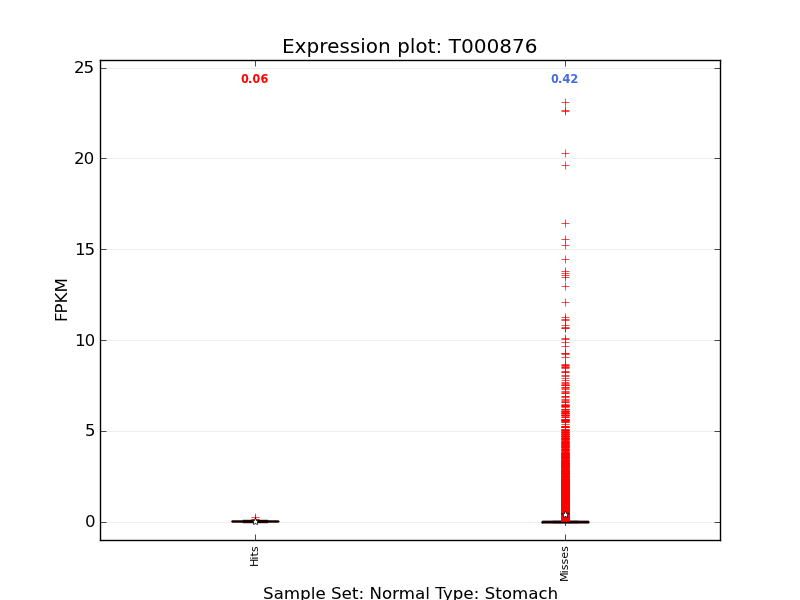 Expression plot: T000876
25
0.06
0.42
20
15
FPKM
10
5
0
Hits
Misses
Sample Set: Normal Type: Stomach